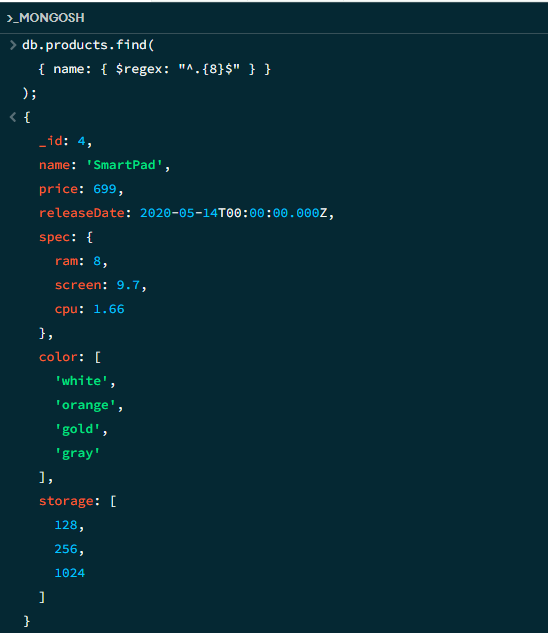 >_MONGOSH
> db.products.find(
{ name: { $regex: "^.{8}$" } }
);
< {
_id: 4,
name: 'SmartPad',
price: 699,
releaseDate: 2020-05-14T00:00:00.000Z,
spec: {
ram: 8,
screen: 9.7,
cpu: 1.66
},
color: [
'white',
'orange',
'gold',
'gray'
],
storage: [
128,
256,
1024
]
}